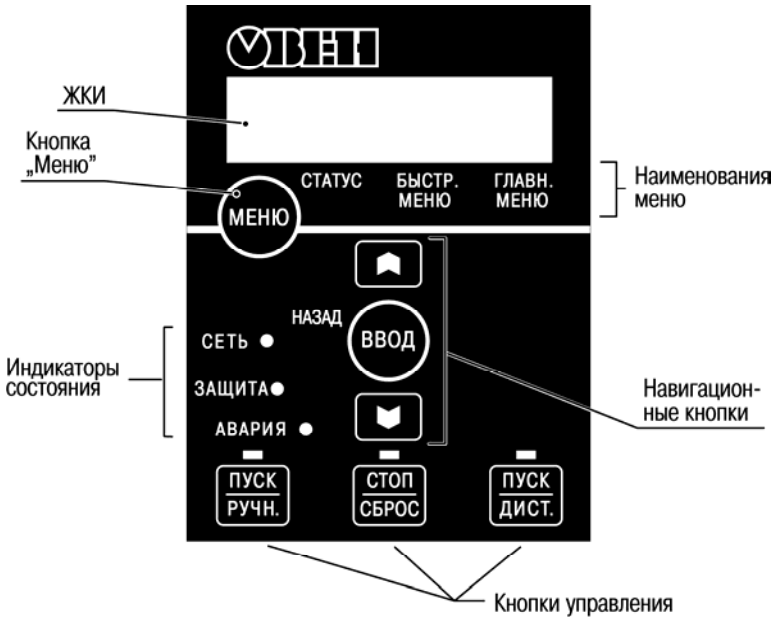 ОВЕН
ЖКИ
Кнопка
„Меню”
СТАТУС
БЫСТР.
МЕНЮ
ГЛАВН.
МЕНЮ
Наименования
меню
МЕНЮ
НАЗАД
ВВОД
СЕТЬ
ЗАЩИТА
АВАРИЯ
Индикаторы
состояния
Навигацион-
ные кнопки
ПУСК
РУЧН.
СТОП
СБРОС
ПУСК
ДИСТ.
Кнопки управления